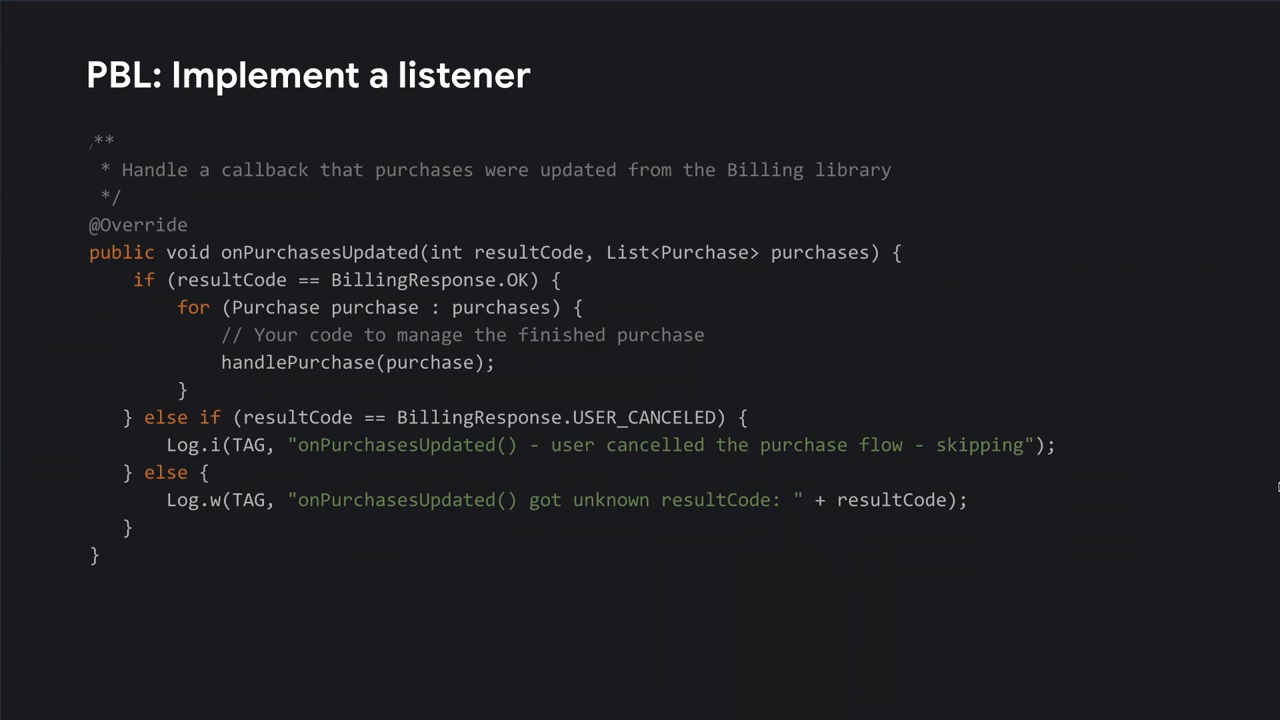 PBL: Implement a listener
/**
 * Handle a callback that purchases were updated from the Billing library
 */
@Override
public void onPurchasesUpdated(int resultCode, List<Purchase> purchases) {
    if (resultCode == BillingResponse.OK) {
        for (Purchase purchase : purchases) {
            // Your code to manage the finished purchase
            handlePurchase(purchase);
        }
   } else if (resultCode == BillingResponse.USER_CANCELED) {
       Log.i(TAG, "onPurchasesUpdated() - user cancelled the purchase flow - skipping");
   } else {
       Log.w(TAG, "onPurchasesUpdated() got unknown resultCode: " + resultCode);
   }
}